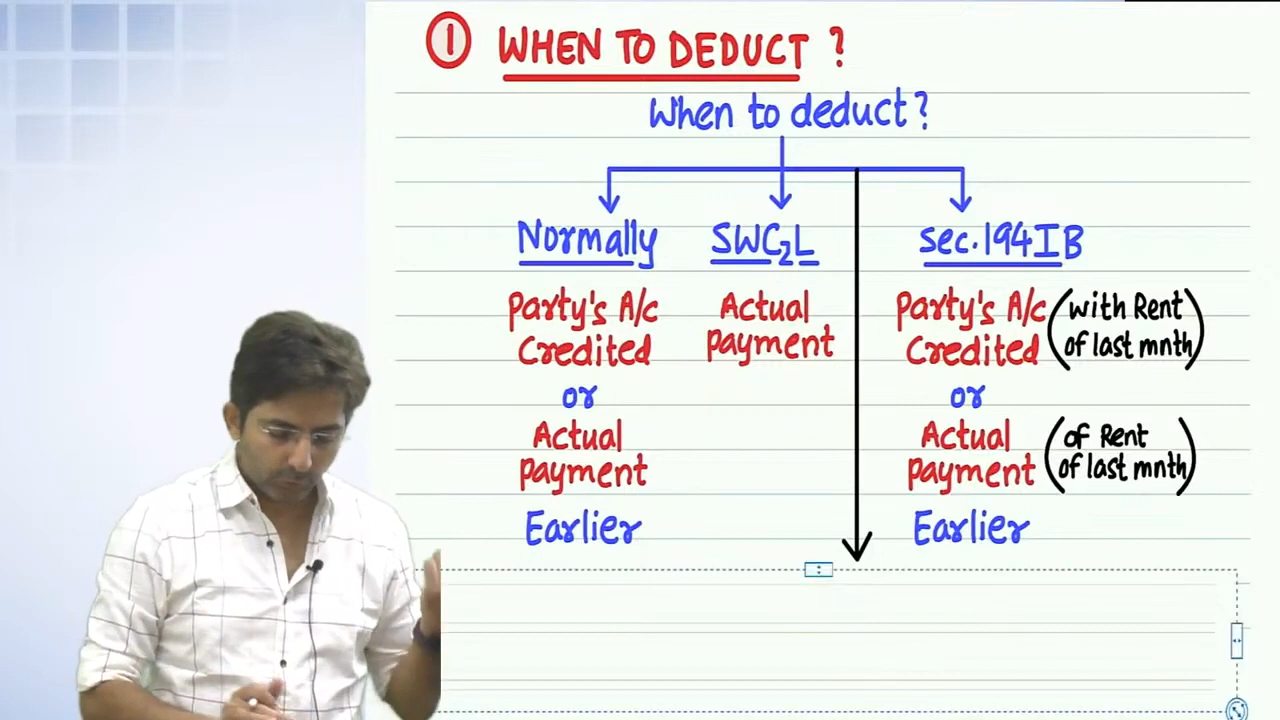 ① WHEN TO DEDUCT ?
When to deduct?
Normally
Party's A/c
Credited
or
Actual
payment
Earlier
SWC₂L
Actual
payment
sec.194IB
Party's A/c (with Rent
Credited of last mnth)
or
Actual (of Rent
payment of last mnth)
Earlier